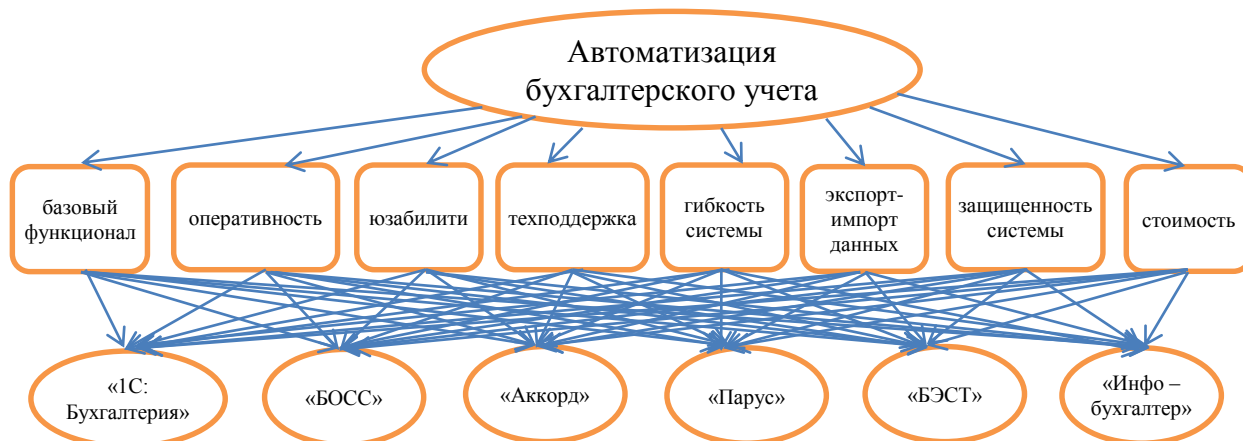 Автоматизация
бухгалтерского учета
базовый
функционал
оперативность
юзабилити
техподдержка
гибкость
системы
экспорт-
импорт
данных
защищенность
системы
стоимость
«1С:
Бухгалтерия»
«БОСС»
«Аккорд»
«Парус»
«БЭСТ»
«Инфо –
бухгалтер»